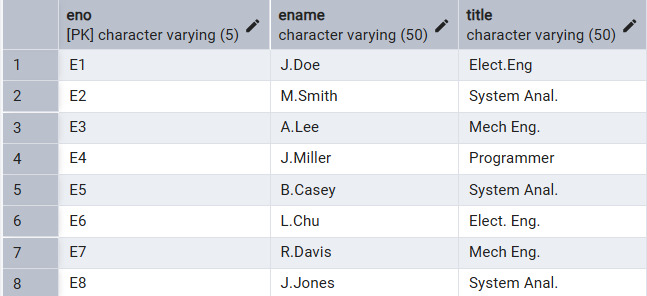 eno ename title
[PK] character varying (5) character varying (50) character varying (50)
1 E1 J.Doe Elect.Eng
2 E2 M.Smith System Anal.
3 E3 A.Lee Mech Eng.
4 E4 J.Miller Programmer
5 E5 B.Casey System Anal.
6 E6 L.Chu Elect. Eng.
7 E7 R.Davis Mech Eng.
8 E8 J.Jones System Anal.